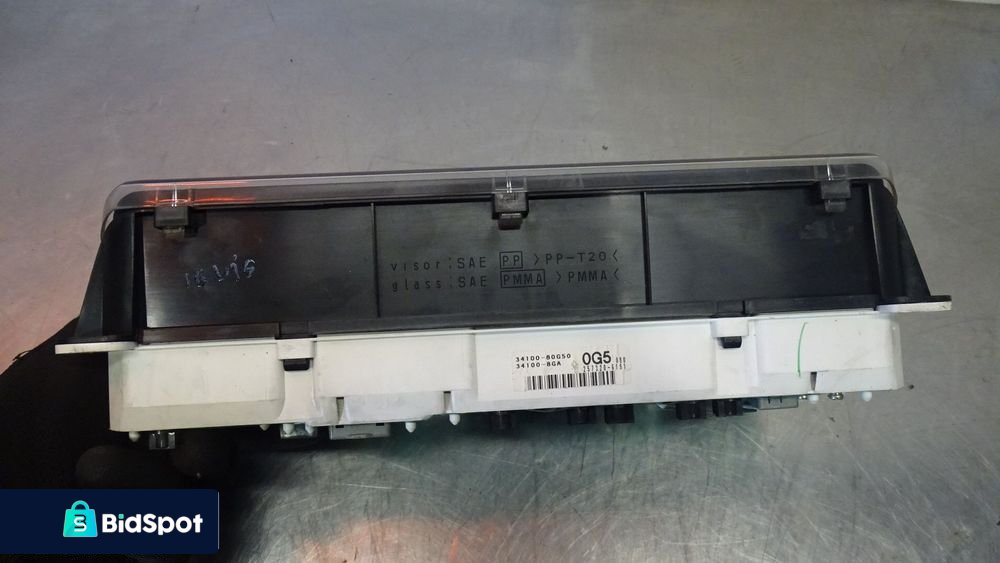 visor:SAE PP >PP-T20<
glass:SAE PMMA >PMMA<
34100-80G50
34100-8GA
0G5
BidSpot